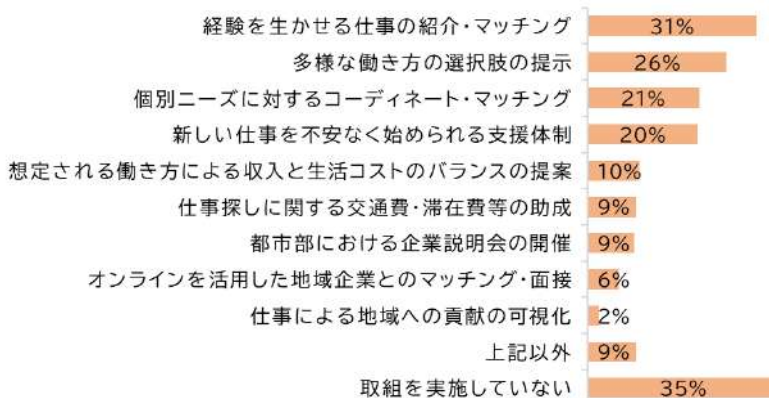 経験を生かせる仕事の紹介・マッチング 31%
多様な働き方の選択肢の提示 26%
個別ニーズに対するコーディネート・マッチング 21%
新しい仕事を不安なく始められる支援体制 20%
想定される働き方による収入と生活コストのバランスの提案 10%
仕事探しに関する交通費・滞在費等の助成 9%
都市部における企業説明会の開催 9%
オンラインを活用した地域企業とのマッチング・面接 6%
仕事による地域への貢献の可視化 2%
上記以外 9%
取組を実施していない 35%